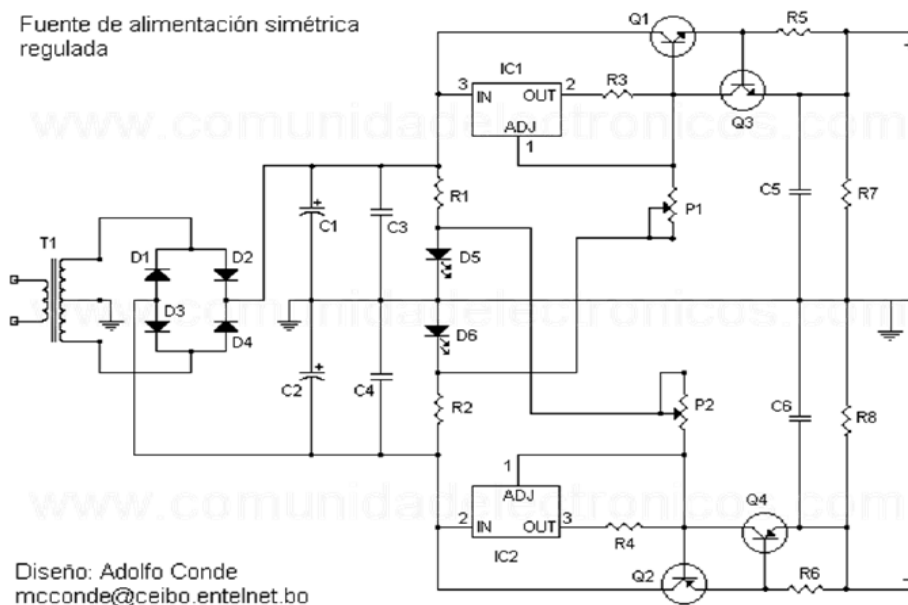 Fuente de alimentación simétrica
regulada
Q1
R5
IC1
3
IN
OUT
2
R3
ADJ
1
Q3
www.comunidadelectronicos.com
R1
P1
C5
R7
T1
D1
D2
C1
C3
D5
D3
D4
D6
C2
C4
R2
P2
C6
R8
1
ADJ
www.comunidadelectronicos.com
Q4
2
IN
OUT
3
R4
IC2
Q2
R6
Diseño: Adolfo Conde
mcconde@ceibo.entelnet.bo